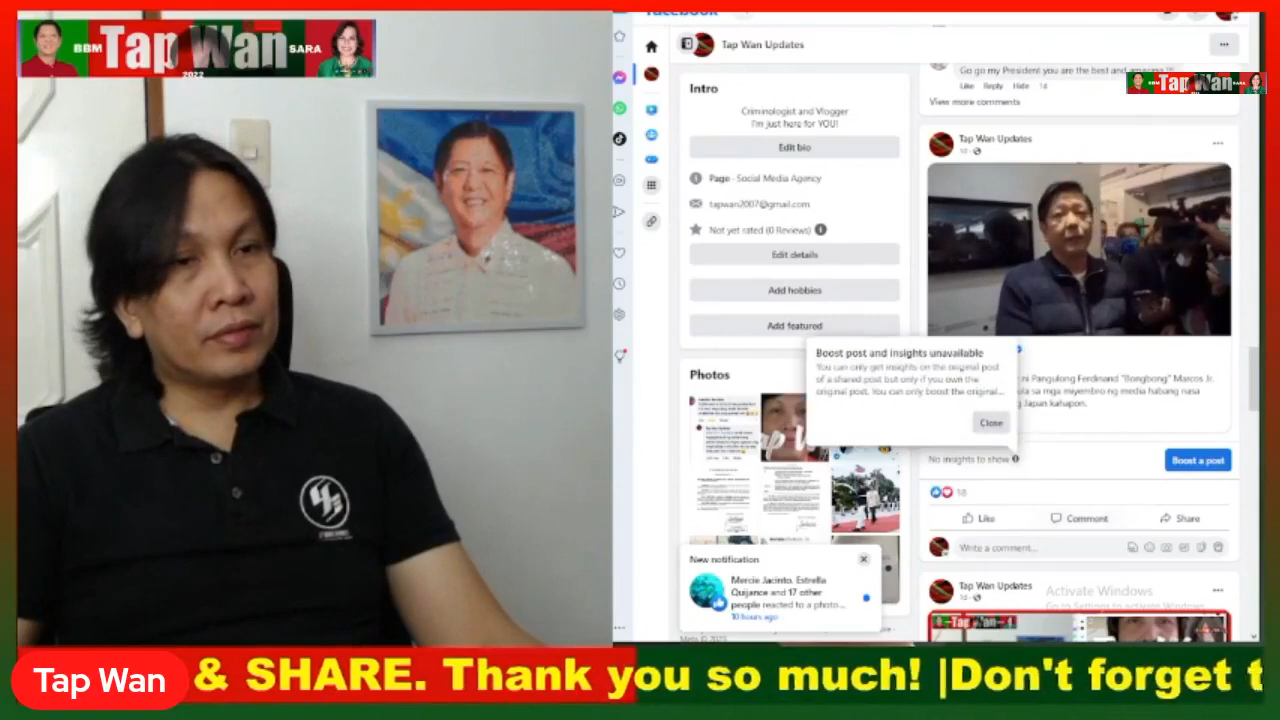 BBM Tap Wan SARA
2022
Tap Wan Updates
Intro
Criminologist and Vlogger
I'm just here for YOU!
Edit bio
Page · Social Media Agency
tapwan2007@gmail.com
Not yet rated (0 Reviews)
Edit details
Add hobbies
Add featured
Photos
New notification
Mercie Jacinto, Estrella
Quijance and 17 other
people reacted to a photo...
10 hours ago
Go go my President you are the best and
Like Reply Hide 1d
BBM Tap Wan SARA
View more comments
Tap Wan Updates
1d
Boost post and insights unavailable
You can only get insights on the original post
of a shared post but only if you own the
original post. You can only boost the original...
Close
ni Pangulong Ferdinand "Bongbong" Marcos Jr.
sa mga miyembro ng media habang nasa
Japan kahapon.
No insights to show
Boost a post
18
Like Comment Share
Write a comment...
Tap Wan Updates
1d
Activate Windows
Go to Settings to activate Windows.
Tap Wan
& SHARE. Thank you so much! |Don't forget t